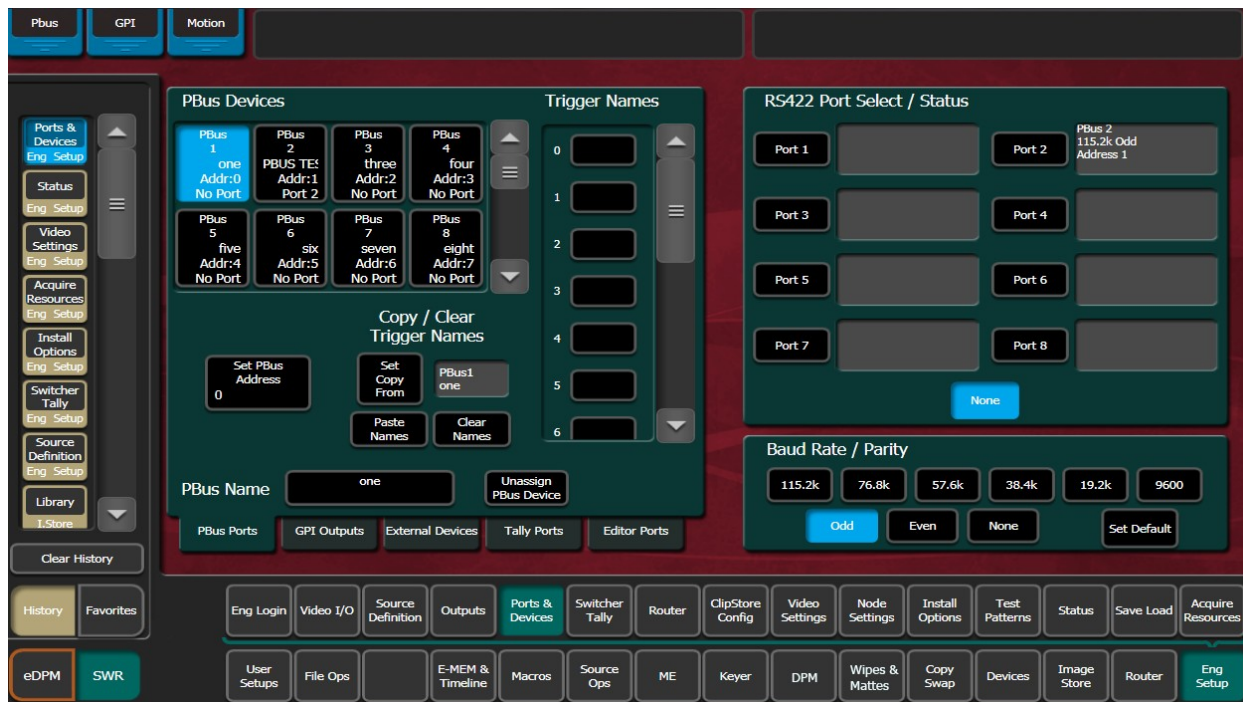 Pbus
GPI
Motion
Ports &
Devices
Eng Setup
Status
Eng Setup
Video
Settings
Eng Setup
Acquire
Resources
Eng Setup
Install
Options
Eng Setup
Switcher
Tally
Eng Setup
Source
Definition
Eng Setup
Library
I.Store
Clear History
History
Favorites
eDPM
SWR
PBus Devices
PBus
1
one
Addr:0
No Port
PBus
2
PBUS TES
Addr:1
Port 2
PBus
3
three
Addr:2
No Port
PBus
4
four
Addr:3
No Port
PBus
5
five
Addr:4
No Port
PBus
6
six
Addr:5
No Port
PBus
7
seven
Addr:6
No Port
PBus
8
eight
Addr:7
No Port
Trigger Names
0
1
2
3
4
5
6
Copy / Clear
Trigger Names
Set PBus
Address
0
Set
Copy
From
PBus1
one
Paste
Names
Clear
Names
PBus Name
one
Unassign
PBus Device
PBus Ports
GPI Outputs
External Devices
Tally Ports
Editor Ports
RS422 Port Select / Status
Port 1
Port 2
PBus 2
115.2k Odd
Address 1
Port 3
Port 4
Port 5
Port 6
Port 7
Port 8
None
Baud Rate / Parity
115.2k
76.8k
57.6k
38.4k
19.2k
9600
Odd
Even
None
Set Default
Eng Login
Video I/O
Source
Definition
Outputs
Ports &
Devices
Switcher
Tally
Router
ClipStore
Config
Video
Settings
Node
Settings
Install
Options
Test
Patterns
Status
Save Load
Acquire
Resources
User
Setups
File Ops
E-MEM &
Timeline
Macros
Source
Ops
ME
Keyer
DPM
Wipes &
Mattes
Copy
Swap
Devices
Image
Store
Router
Eng
Setup